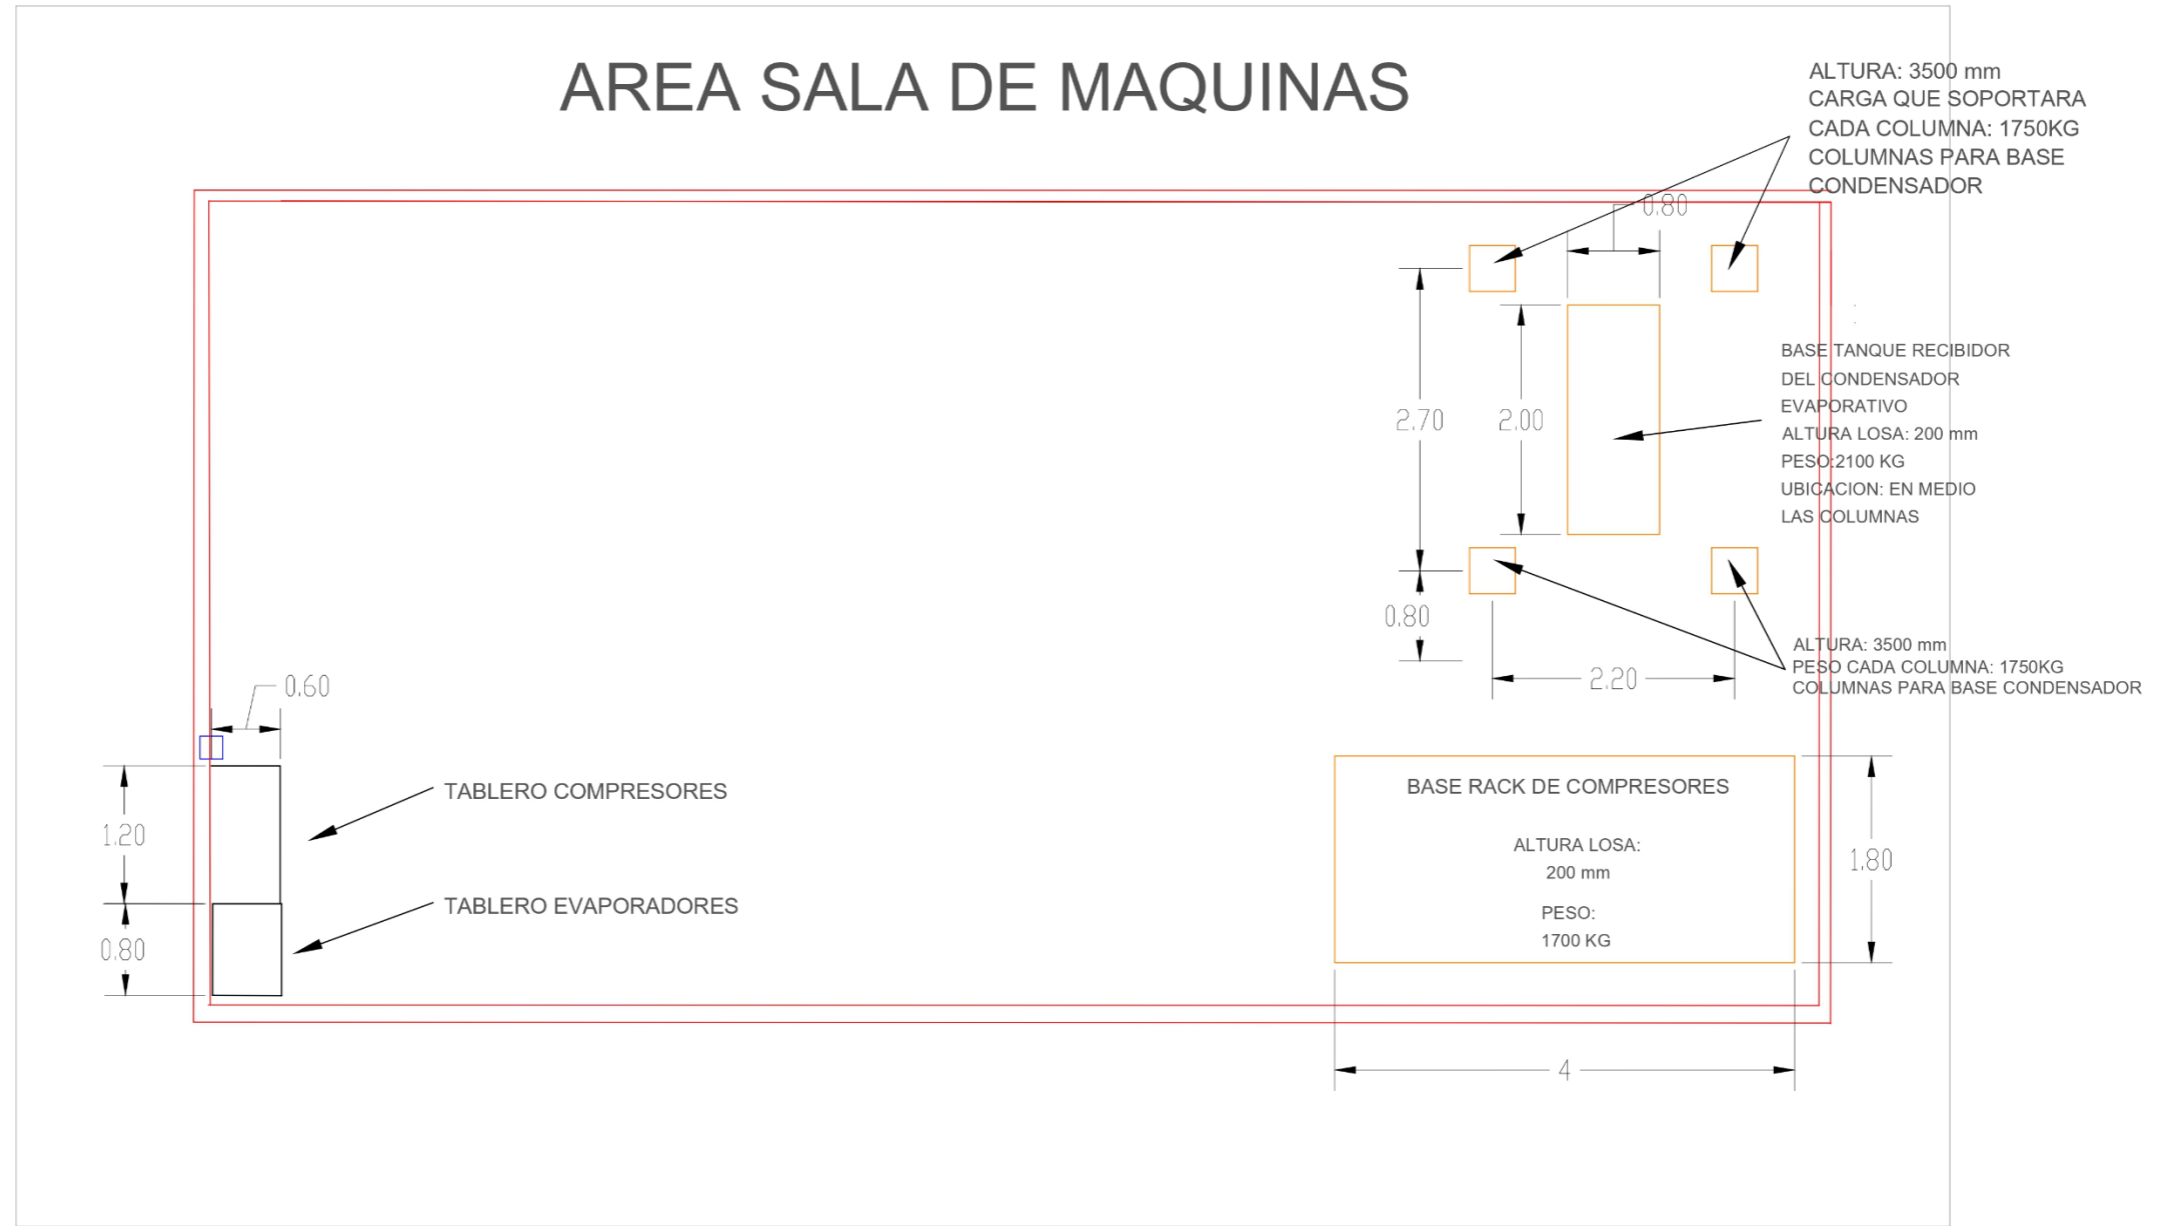 AREA SALA DE MAQUINAS
ALTURA: 3500 mm
CARGA QUE SOPORTARA
CADA COLUMNA: 1750KG
COLUMNAS PARA BASE
CONDENSADOR
0.80
2.70
2.00
BASE TANQUE RECIBIDOR
DEL CONDENSADOR
EVAPORATIVO
ALTURA LOSA: 200 mm
PESO:2100 KG
UBICACION: EN MEDIO
LAS COLUMNAS
0.80
2.20
ALTURA: 3500 mm
PESO CADA COLUMNA: 1750KG
COLUMNAS PARA BASE CONDENSADOR
0.60
1.20
TABLERO COMPRESORES
0.80
TABLERO EVAPORADORES
BASE RACK DE COMPRESORES
ALTURA LOSA:
200 mm
PESO:
1700 KG
1.80
4